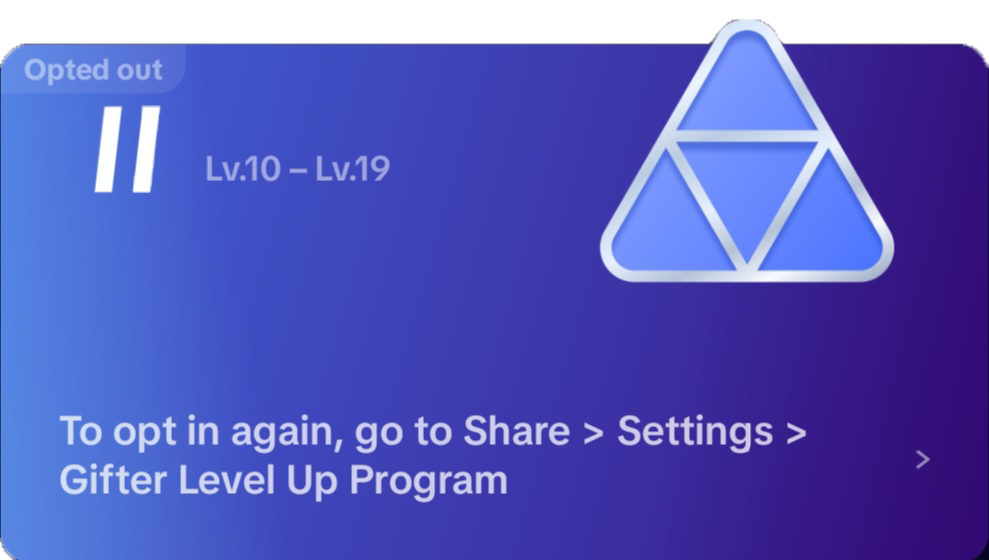 Opted out
II Lv.10 – Lv.19
To opt in again, go to Share > Settings >
Gifter Level Up Program